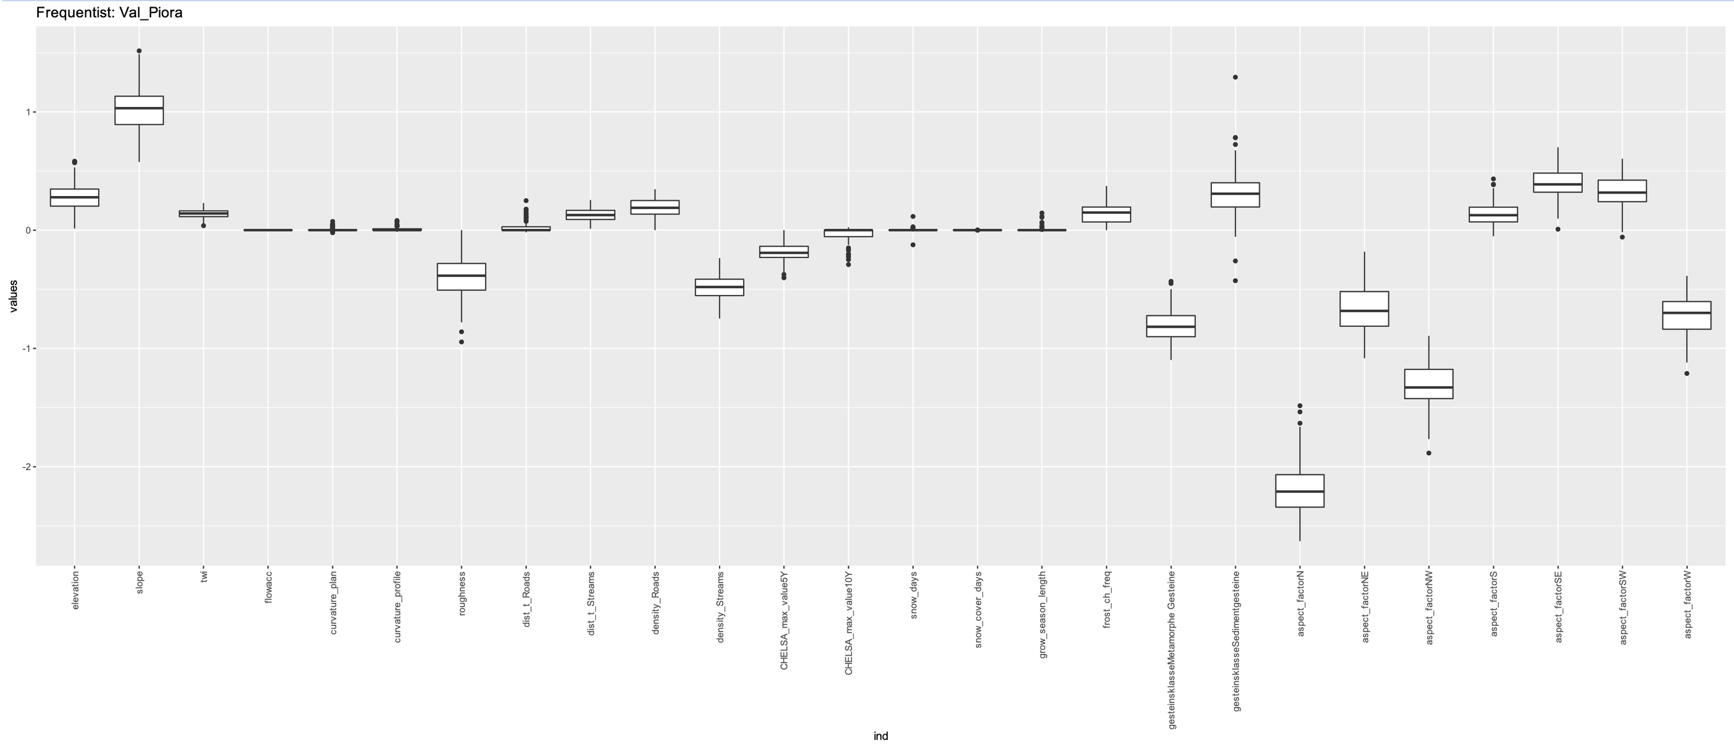 Frequentist: Val_Piora
values
1
0
-1
-2
elevation
slope
twi
flowacc
curvature_plan
curvature_profile
roughness
dist_t_Roads
dist_t_Streams
density_Roads
density_Streams
CHELSA_max_value5Y
CHELSA_max_value10Y
snow_days
snow_cover_days
grow_season_length
frost_ch_freq
gesteinsklasseMetamorphe Gesteine
gesteinsklasseSedimentgesteine
aspect_factorN
aspect_factorNE
aspect_factorNW
aspect_factorS
aspect_factorSE
aspect_factorSW
aspect_factorW
ind